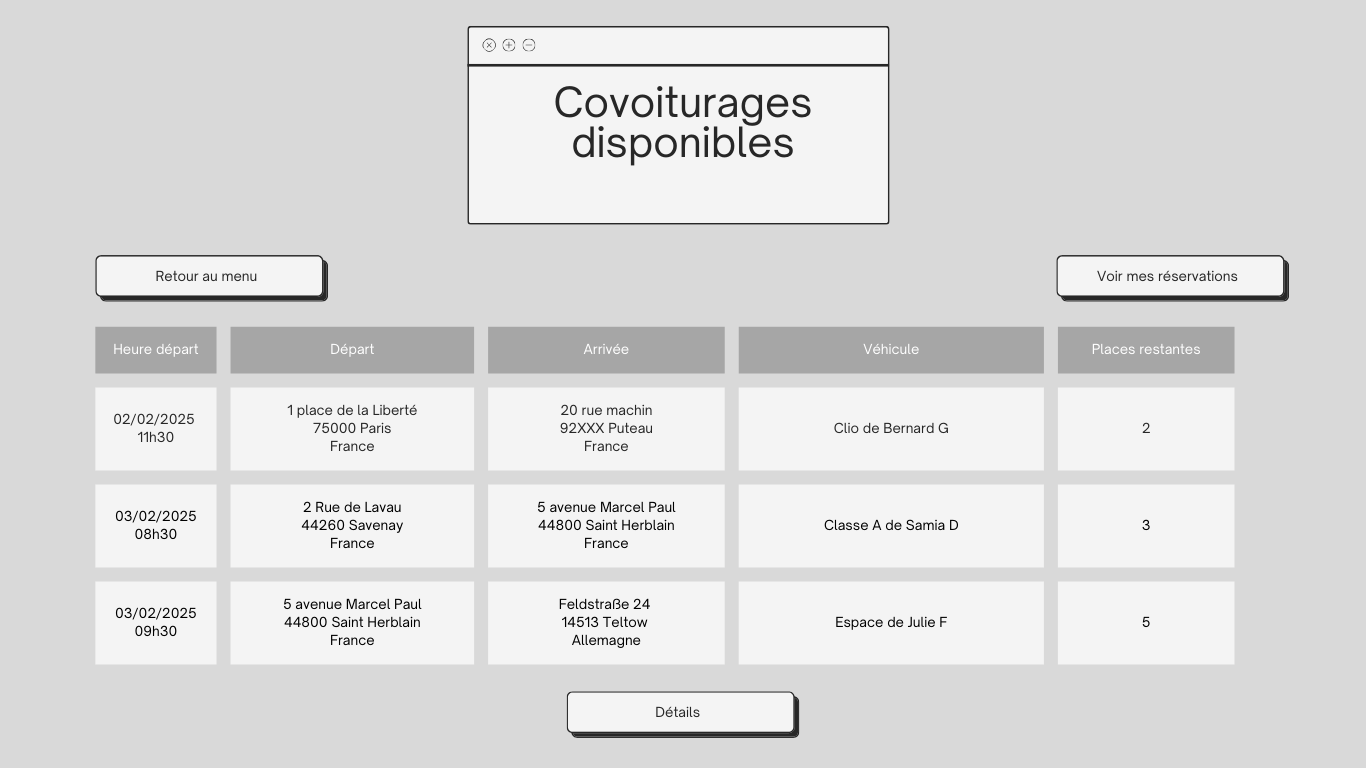 Covoiturages
disponibles
Retour au menu
Voir mes réservations
Heure départ
Départ
Arrivée
Véhicule
Places restantes
02/02/2025
11h30
1 place de la Liberté
75000 Paris
France
20 rue machin
92XXX Puteau
France
Clio de Bernard G
2
03/02/2025
08h30
2 Rue de Lavau
44260 Savenay
France
5 avenue Marcel Paul
44800 Saint Herblain
France
Classe A de Samia D
3
03/02/2025
09h30
5 avenue Marcel Paul
44800 Saint Herblain
France
Feldstraße 24
14513 Teltow
Allemagne
Espace de Julie F
5
Détails